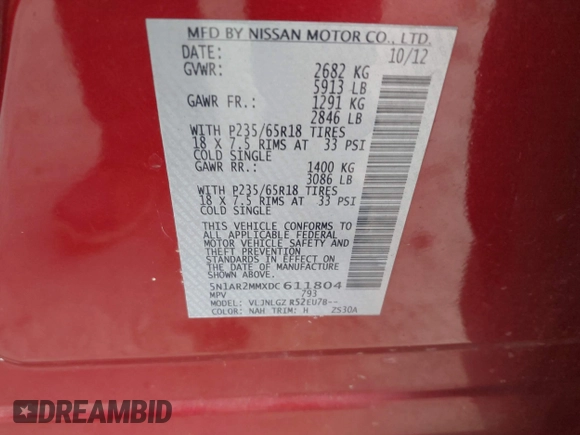 MFD BY NISSAN MOTOR CO., LTD.
DATE: 10/12
GVWR: 2682 KG
5913 LB
GAWR FR.: 1291 KG
2846 LB
WITH P235/65R18 TIRES
18 X 7.5 RIMS AT 33 PSI
COLD SINGLE
GAWR RR.: 1400 KG
3086 LB
WITH P235/65R18 TIRES
18 X 7.5 RIMS AT 33 PSI
COLD SINGLE
THIS VEHICLE CONFORMS TO
ALL APPLICABLE FEDERAL
MOTOR VEHICLE SAFETY AND
THEFT PREVENTION
STANDARDS IN EFFECT ON
THE DATE OF MANUFACTURE
SHOWN ABOVE.
5N1AR2MMXDC611804
MPV 793
MODEL: VLJNLGZ R52EU78--
COLOR: NAH TRIM: H 2S30A
DREAMBID